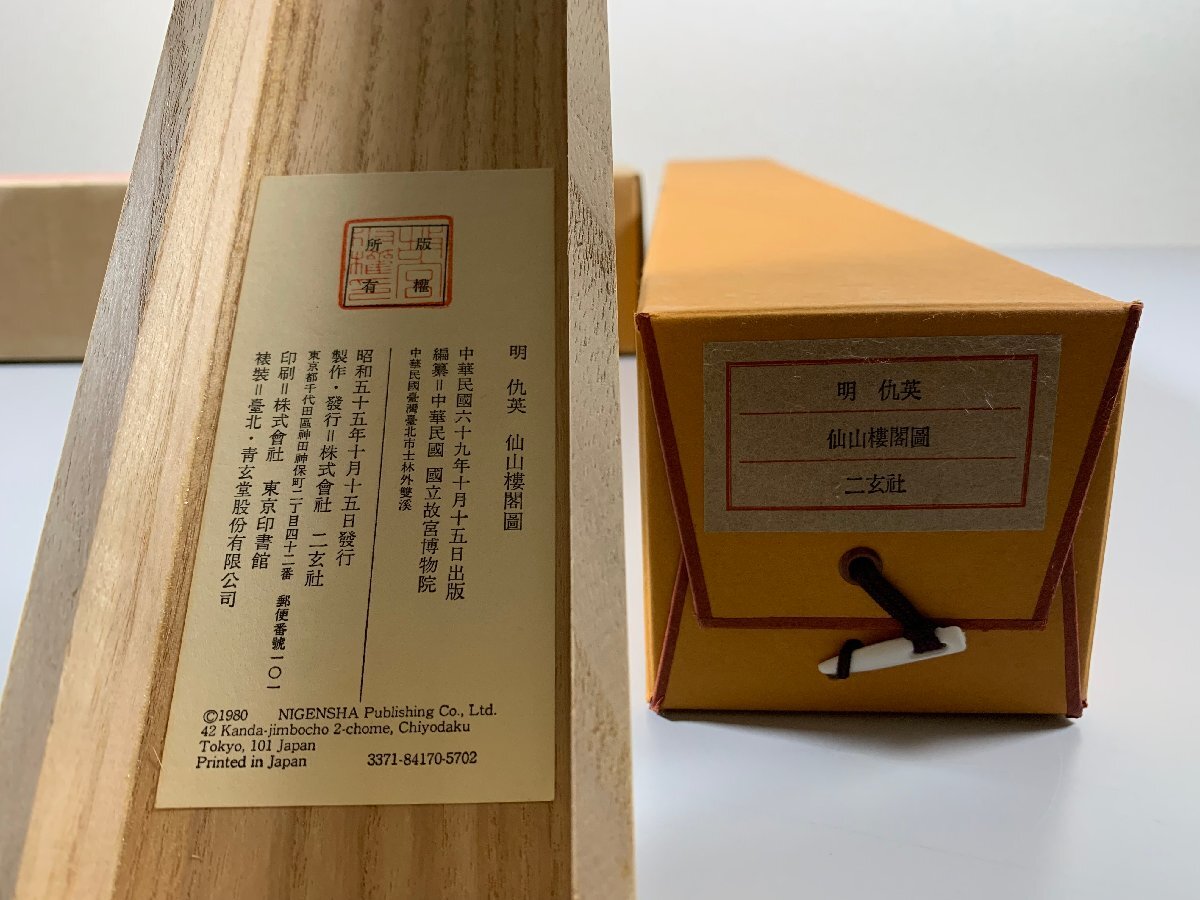 版權
所有
明 仇英 仙山樓閣圖
中華民國六十九年十月十五日出版
編纂＝中華民國 國立故宮博物院
中華民國臺灣臺北市士林外雙溪
昭和五十五年十月十五日發行
製作・發行＝株式會社 二玄社
東京都千代田區神田神保町二丁目四十二番 郵便番號一〇一
印刷＝株式會社 東京印書館
裱裝＝臺北・青玄堂股份有限公司
©1980 NIGENSHA Publishing Co., Ltd.
42 Kanda-jimbocho 2-chome, Chiyodaku
Tokyo, 101 Japan
Printed in Japan 3371-84170-5702
明 仇英
仙山樓閣圖
二玄社